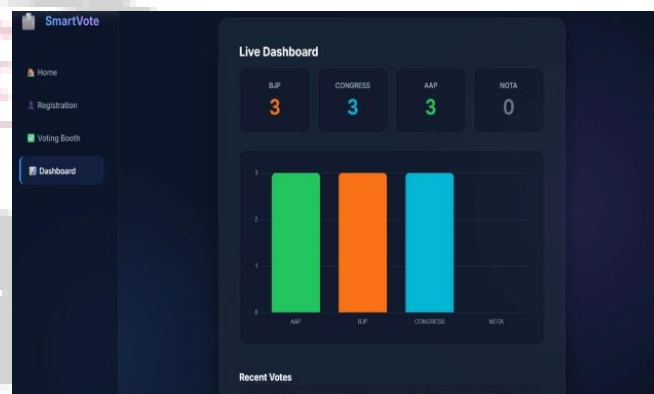 SmartVote
Home
Registration
Voting Booth
Dashboard
Live Dashboard
BJP CONGRESS AAP NOTA
3 3 3 0
3
2
1
0
AAP BJP CONGRESS NOTA
Recent Votes